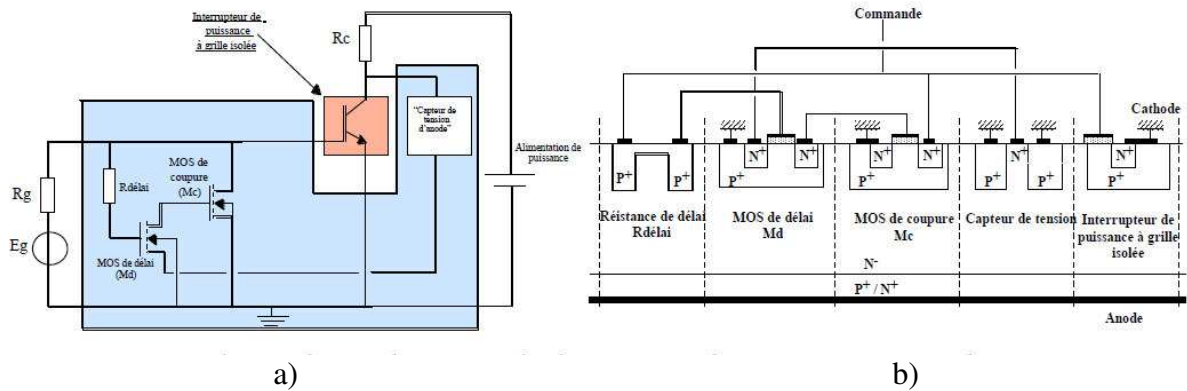 a)
Interrupteur de
puissance
à grille isolée
Rc
"Capteur de
tension
d'anode"
Alimentation de
puissance
MOS de
coupure
(Mc)
Rdélai
Rg
Eg
MOS de délai
(Md)
a)
b)
Commande
Cathode
N+
N+
N+
N+
N+
N+
P+
P+
P+
P+
P+
P+
P+
Réistance de délai
Rdélai
MOS de délai
Md
MOS de coupure
Mc
Capteur de tension
Interrupteur de
puissance à grille
isolée
N-
P+ / N+
Anode
b)